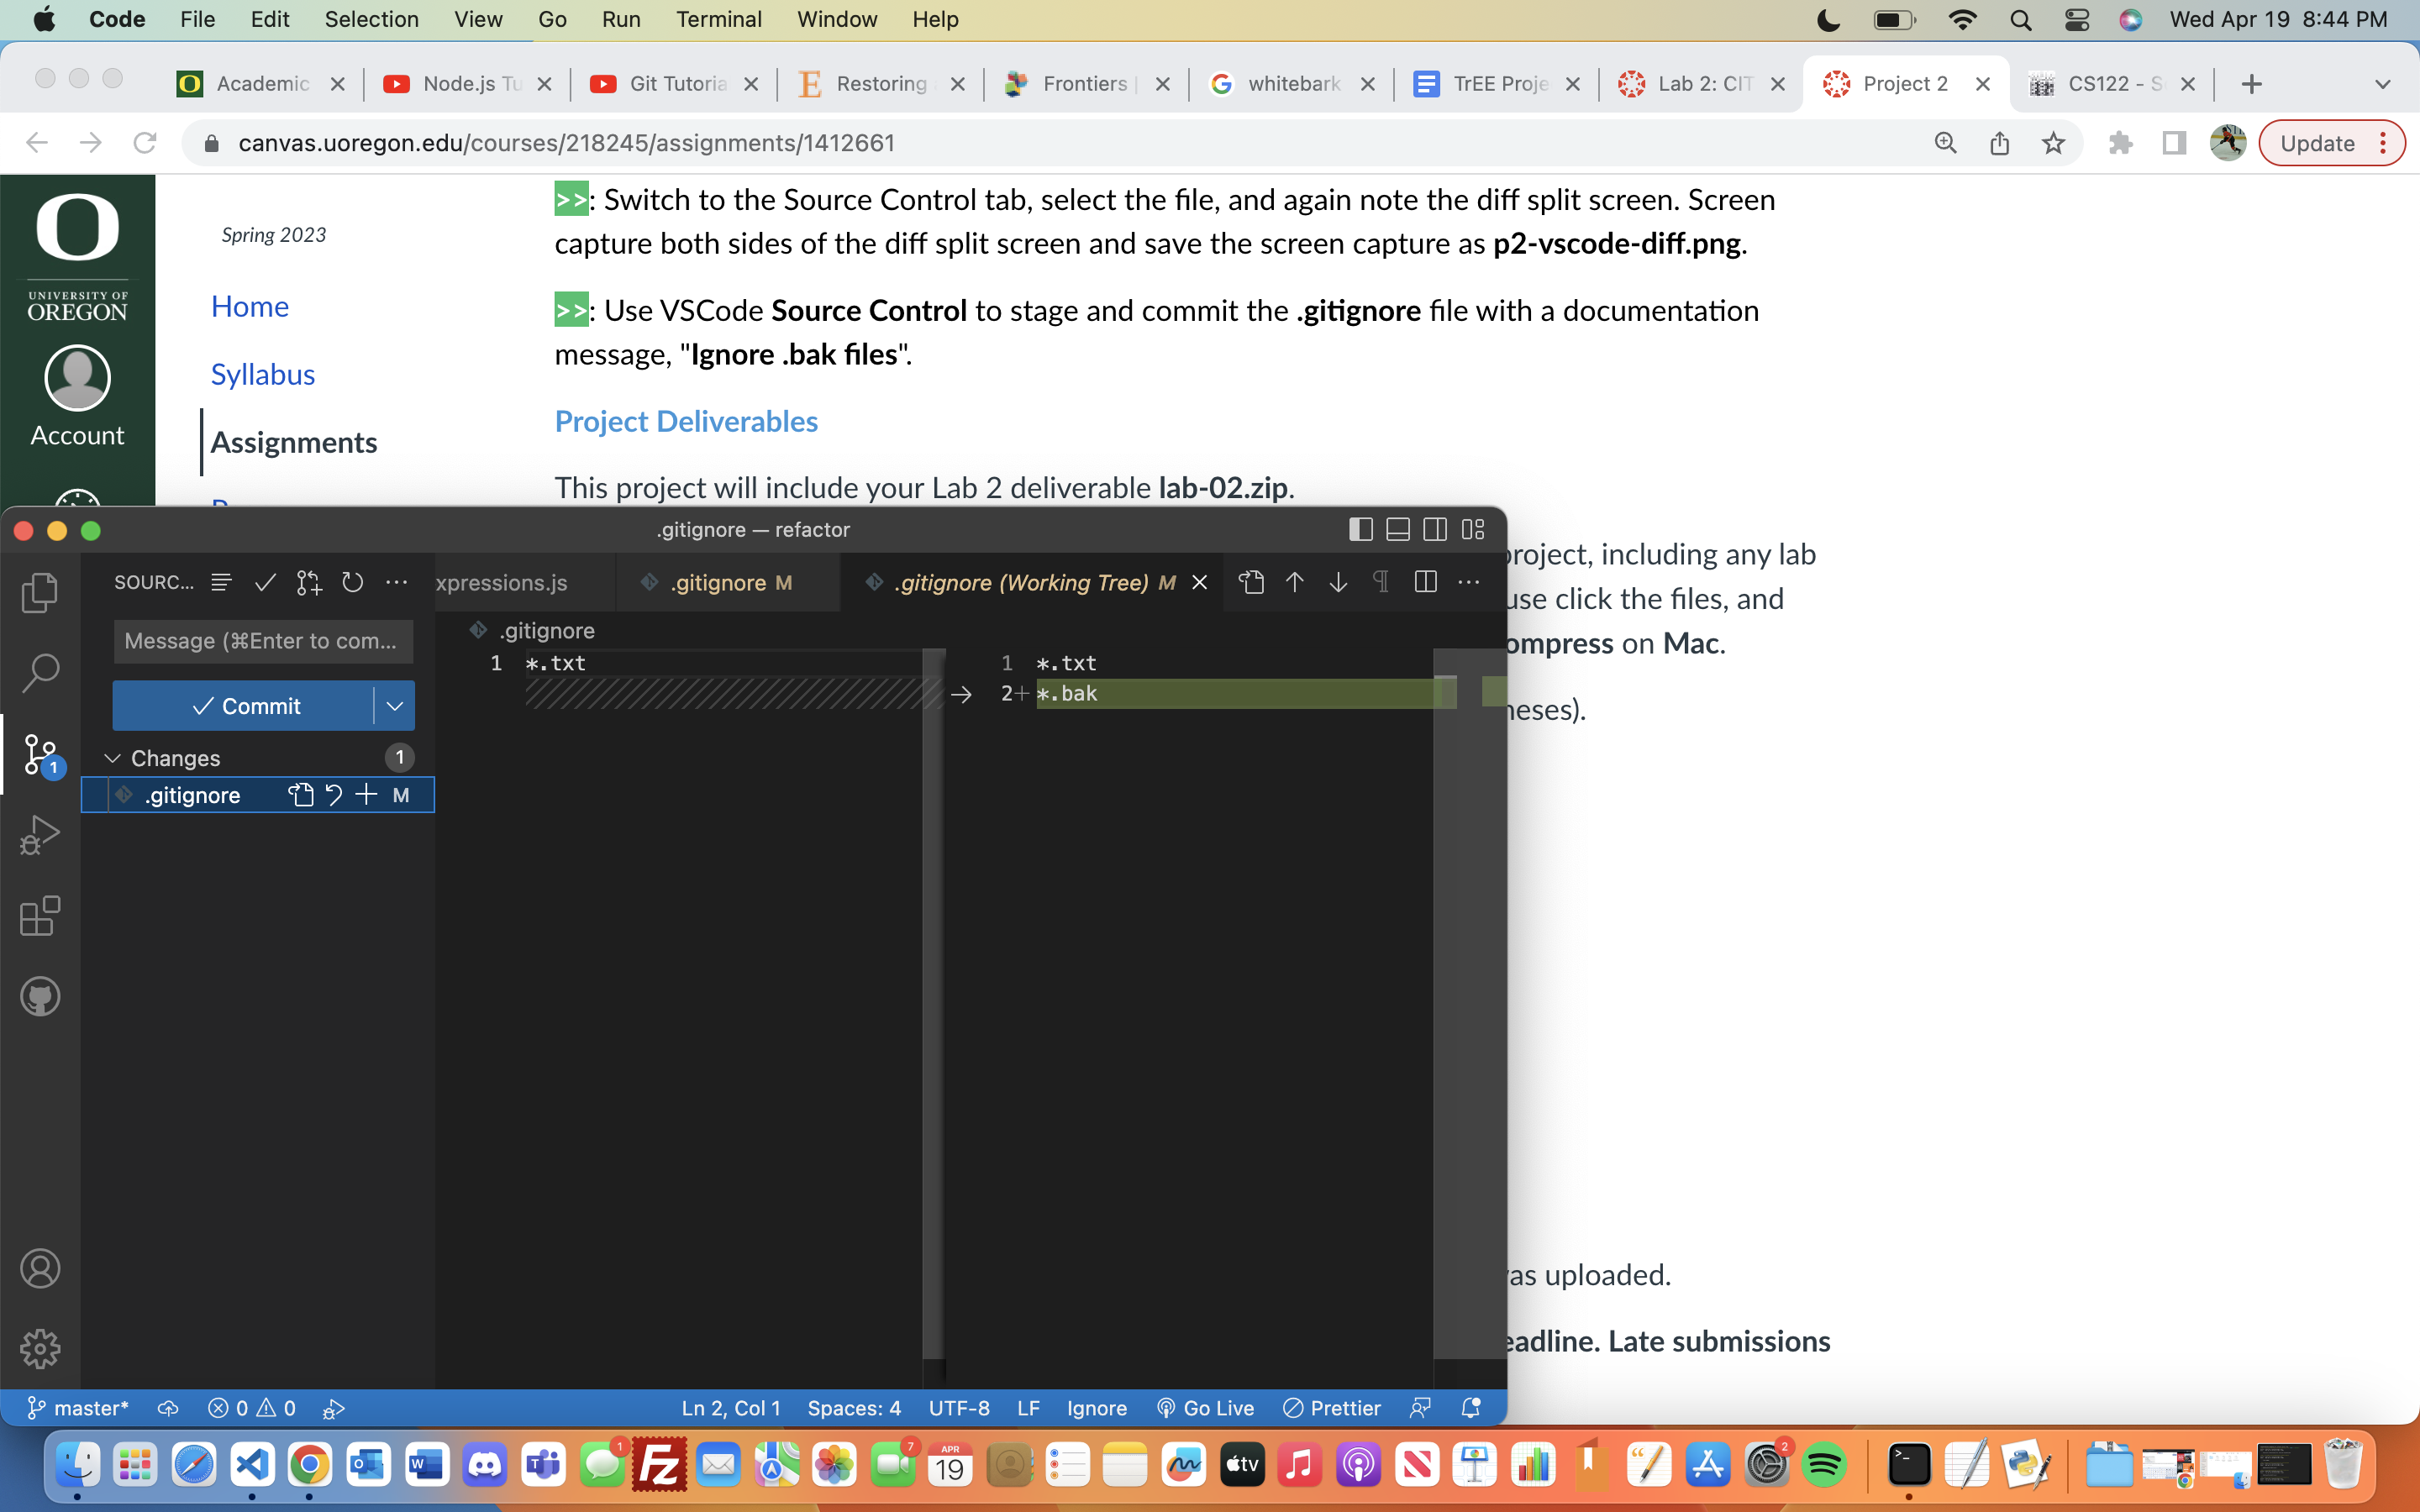 Code File Edit Selection View Go Run Terminal Window Help Wed Apr 19 8:44 PM
Academic Node.js Tu Git Tutoria Restoring Frontiers whitebark TrEE Proje Lab 2: CIT Project 2 CS122 - S
canvas.uoregon.edu/courses/218245/assignments/1412661 Update
UNIVERSITY OF
OREGON
Account
Spring 2023
Home
Syllabus
Assignments
>>: Switch to the Source Control tab, select the file, and again note the diff split screen. Screen
capture both sides of the diff split screen and save the screen capture as p2-vscode-diff.png.
>>: Use VSCode Source Control to stage and commit the .gitignore file with a documentation
message, "Ignore .bak files".
Project Deliverables
This project will include your Lab 2 deliverable lab-02.zip.
project, including any lab
use click the files, and
ompress on Mac.
neses).
as uploaded.
eadline. Late submissions
.gitignore — refactor
SOURC... xpressions.js .gitignore M .gitignore (Working Tree) M
Message (⌘Enter to com...
Commit
Changes 1
.gitignore M
1
.gitignore
1 *.txt
1 *.txt
2+ *.bak
master* 0 0 Ln 2, Col 1 Spaces: 4 UTF-8 LF Ignore Go Live Prettier
1 7 APR 19 tv 2